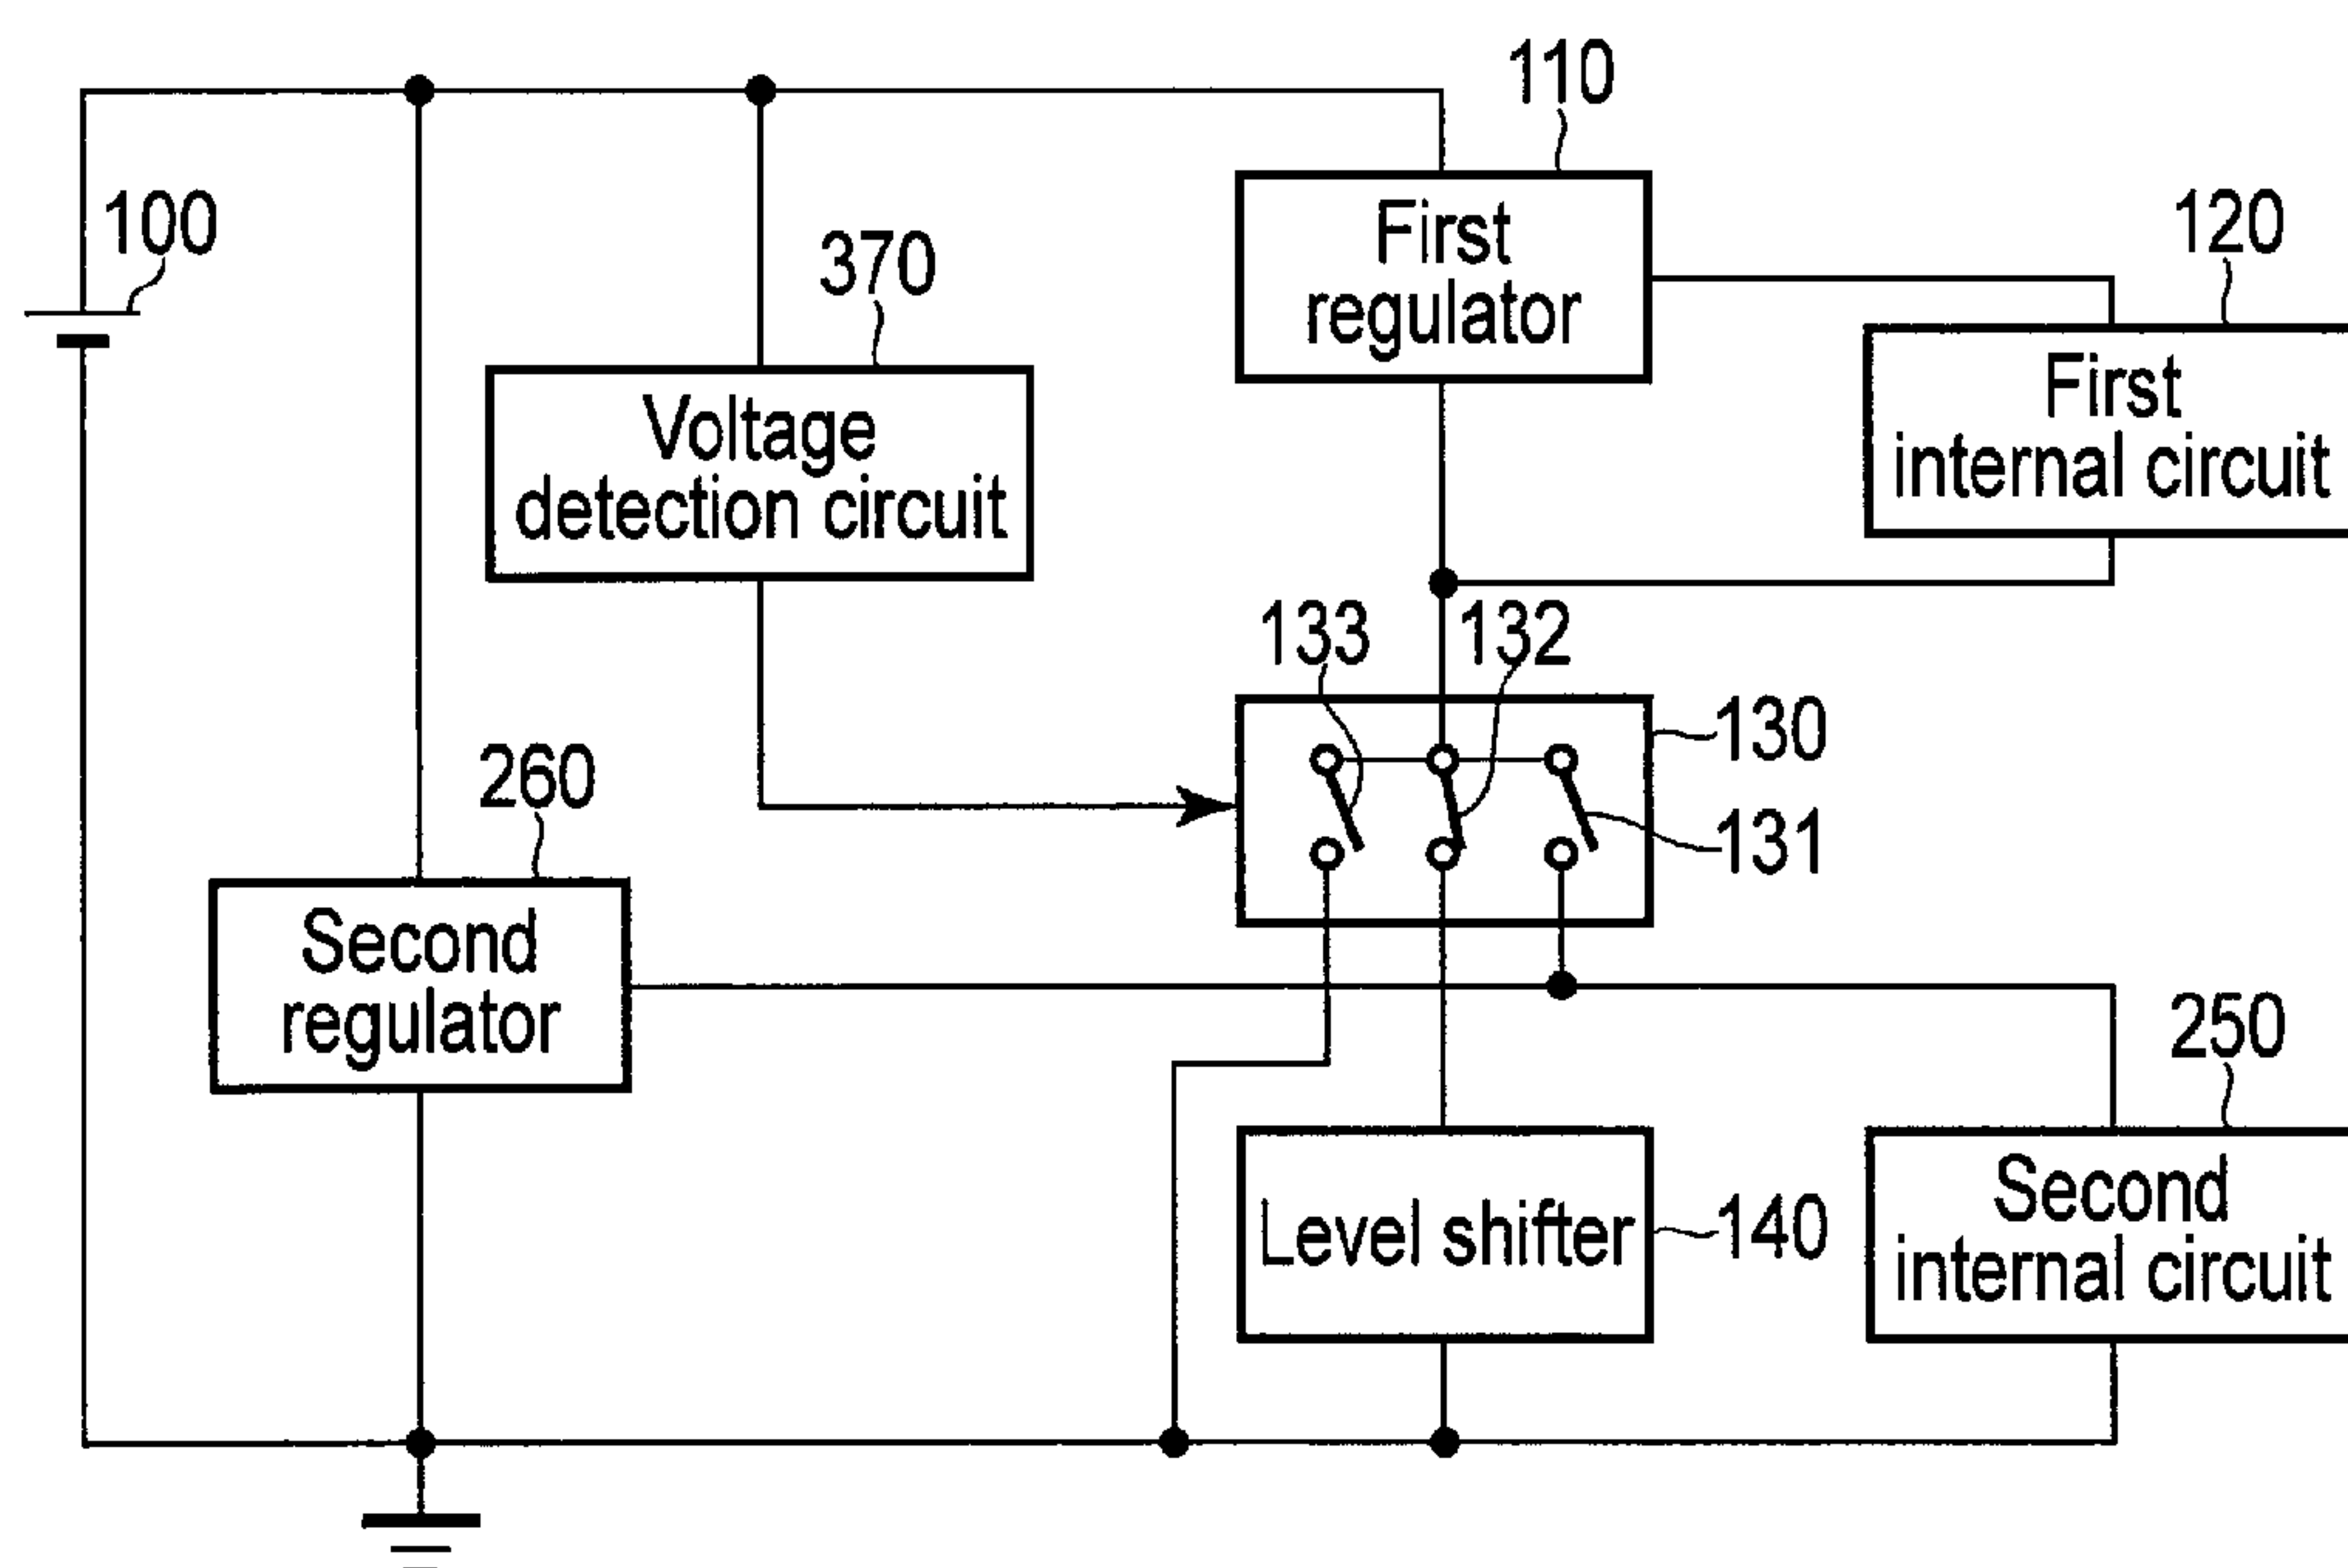 110
100
120
370
First
regulator
First
internal circuit
Voltage
detection circuit
133
132
130
260
131
Second
regulator
250
Level shifter
140
Second
internal circuit